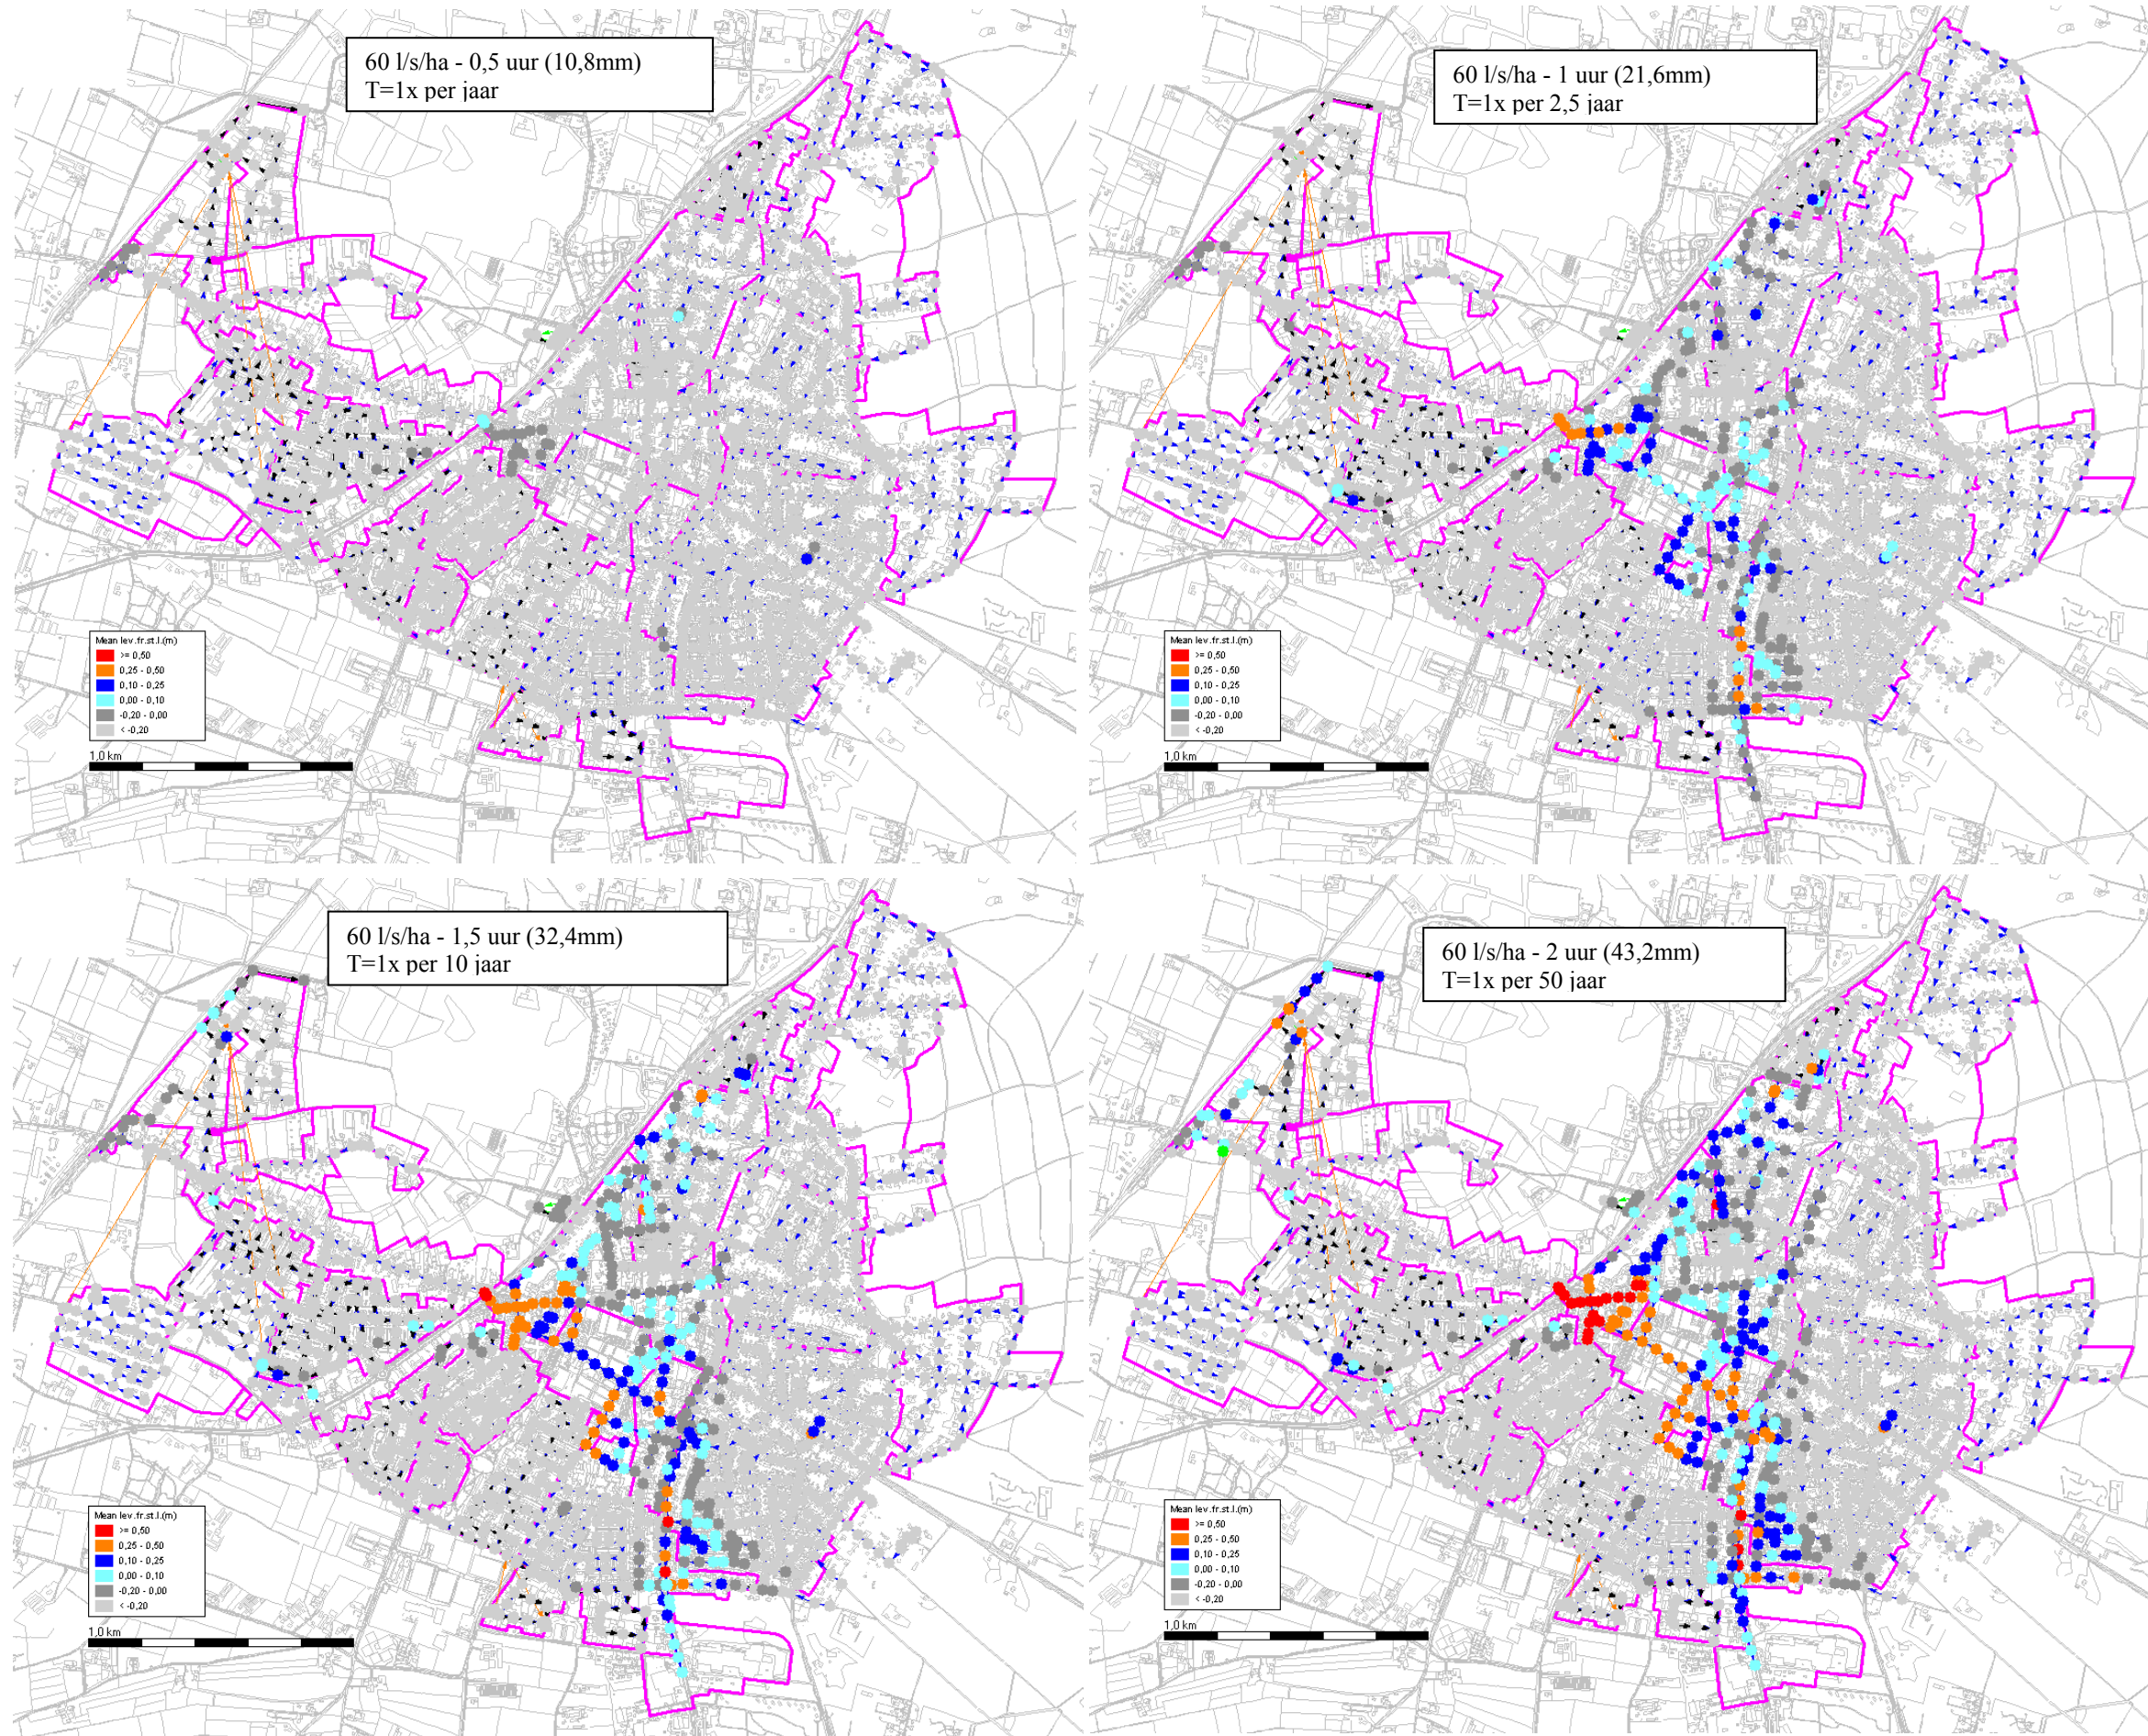 60 l/s/ha - 0,5 uur (10,8mm)
T=1x per jaar
Mean lev.fr.st.l.(m)
>= 0,50
0,25 - 0,50
0,10 - 0,25
0,00 - 0,10
-0,20 - 0,00
< -0,20
1,0 km
60 l/s/ha - 1 uur (21,6mm)
T=1x per 2,5 jaar
Mean lev.fr.st.l.(m)
>= 0,50
0,25 - 0,50
0,10 - 0,25
0,00 - 0,10
-0,20 - 0,00
< -0,20
1,0 km
60 l/s/ha - 1,5 uur (32,4mm)
T=1x per 10 jaar
Mean lev.fr.st.l.(m)
>= 0,50
0,25 - 0,50
0,10 - 0,25
0,00 - 0,10
-0,20 - 0,00
< -0,20
1,0 km
60 l/s/ha - 2 uur (43,2mm)
T=1x per 50 jaar
Mean lev.fr.st.l.(m)
>= 0,50
0,25 - 0,50
0,10 - 0,25
0,00 - 0,10
-0,20 - 0,00
< -0,20
1,0 km